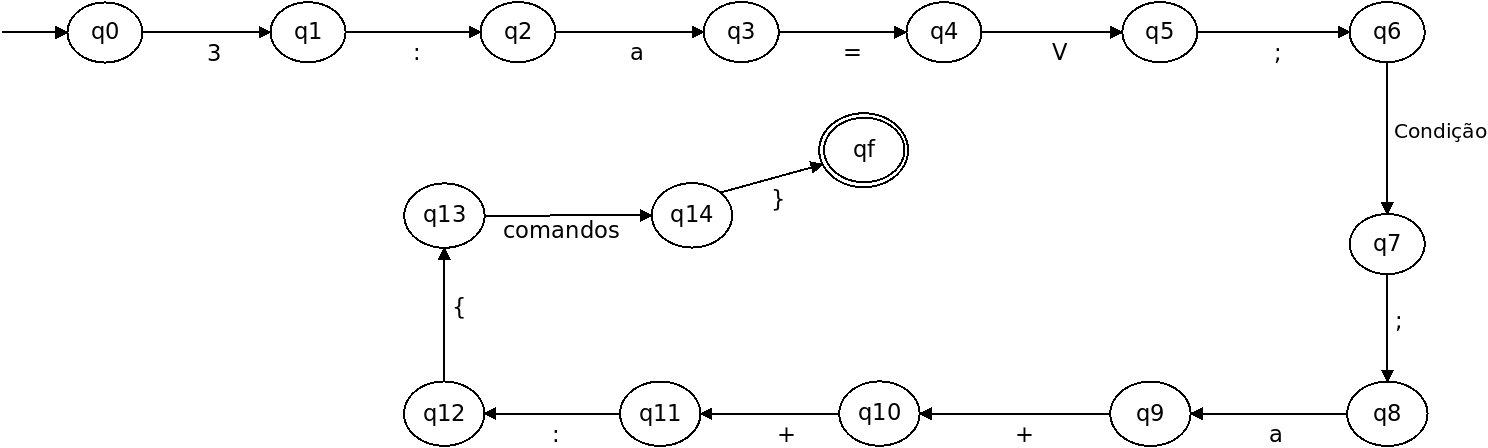 q0 q1 q2 q3 q4 q5 q6
3 : a = V ;
Condição
qf
}
q13 q14
comandos
q7
{
;
q12 q11 q10 q9 q8
: + + a